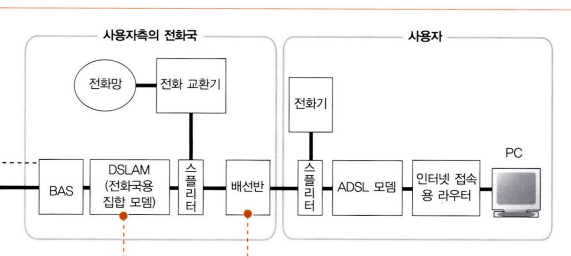 사용자측의 전화국
사용자
전화망
전화 교환기
전화기
BAS
DSLAM
(전화국용
집합 모뎀)
스플리터
배선반
스플리터
ADSL 모뎀
인터넷 접속
용 라우터
PC